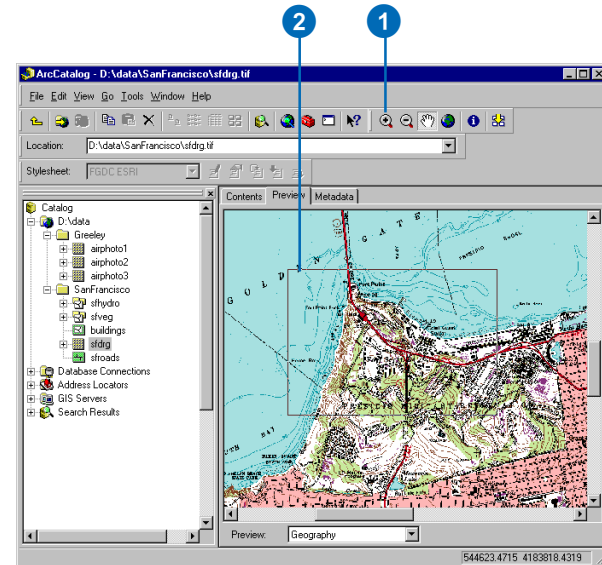 2
1
ArcCatalog - D:\data\SanFrancisco\sfdrg.tif
File Edit View Go Tools Window Help
Location: D:\data\SanFrancisco\sfdrg.tif
Stylesheet: FGDC ESRI
Contents Preview Metadata
Catalog
D:\data
Greeley
airphoto1
airphoto2
airphoto3
SanFrancisco
sfhydro
sfveg
buildings
sfdrg
sfroads
Database Connections
Address Locators
GIS Servers
Search Results
GOLDEN GATE
Preview: Geography
544623.4715 4183818.4319